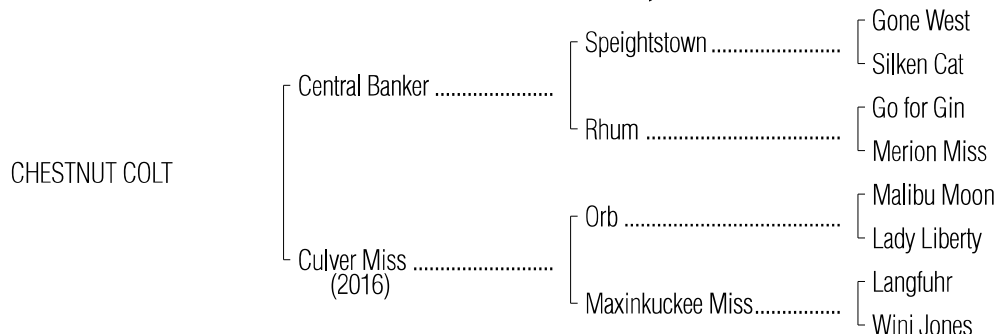 Gone West
Speightstown
Silken Cat
Central Banker
Go for Gin
Rhum
Merion Miss
CHESTNUT COLT
Malibu Moon
Orb
Lady Liberty
Culver Miss
(2016)
Langfuhr
Maxinkuckee Miss
Wini Jones